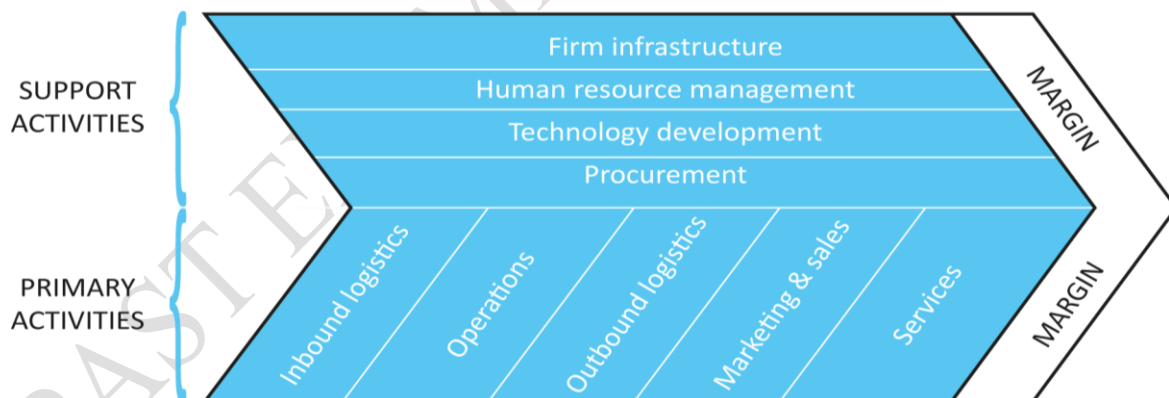 SUPPORT
ACTIVITIES
Firm infrastructure
Human resource management
Technology development
Procurement
MARGIN
PRIMARY
ACTIVITIES
Inbound logistics
Operations
Outbound logistics
Marketing & sales
Services
MARGIN
PAST E